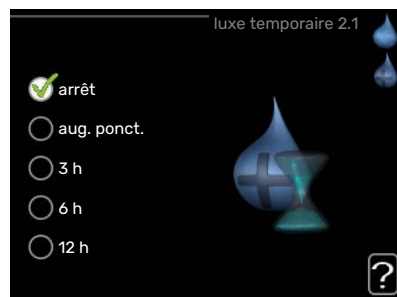 luxe temporaire 2.1
arrêt
aug. ponct.
3 h
6 h
12 h
?